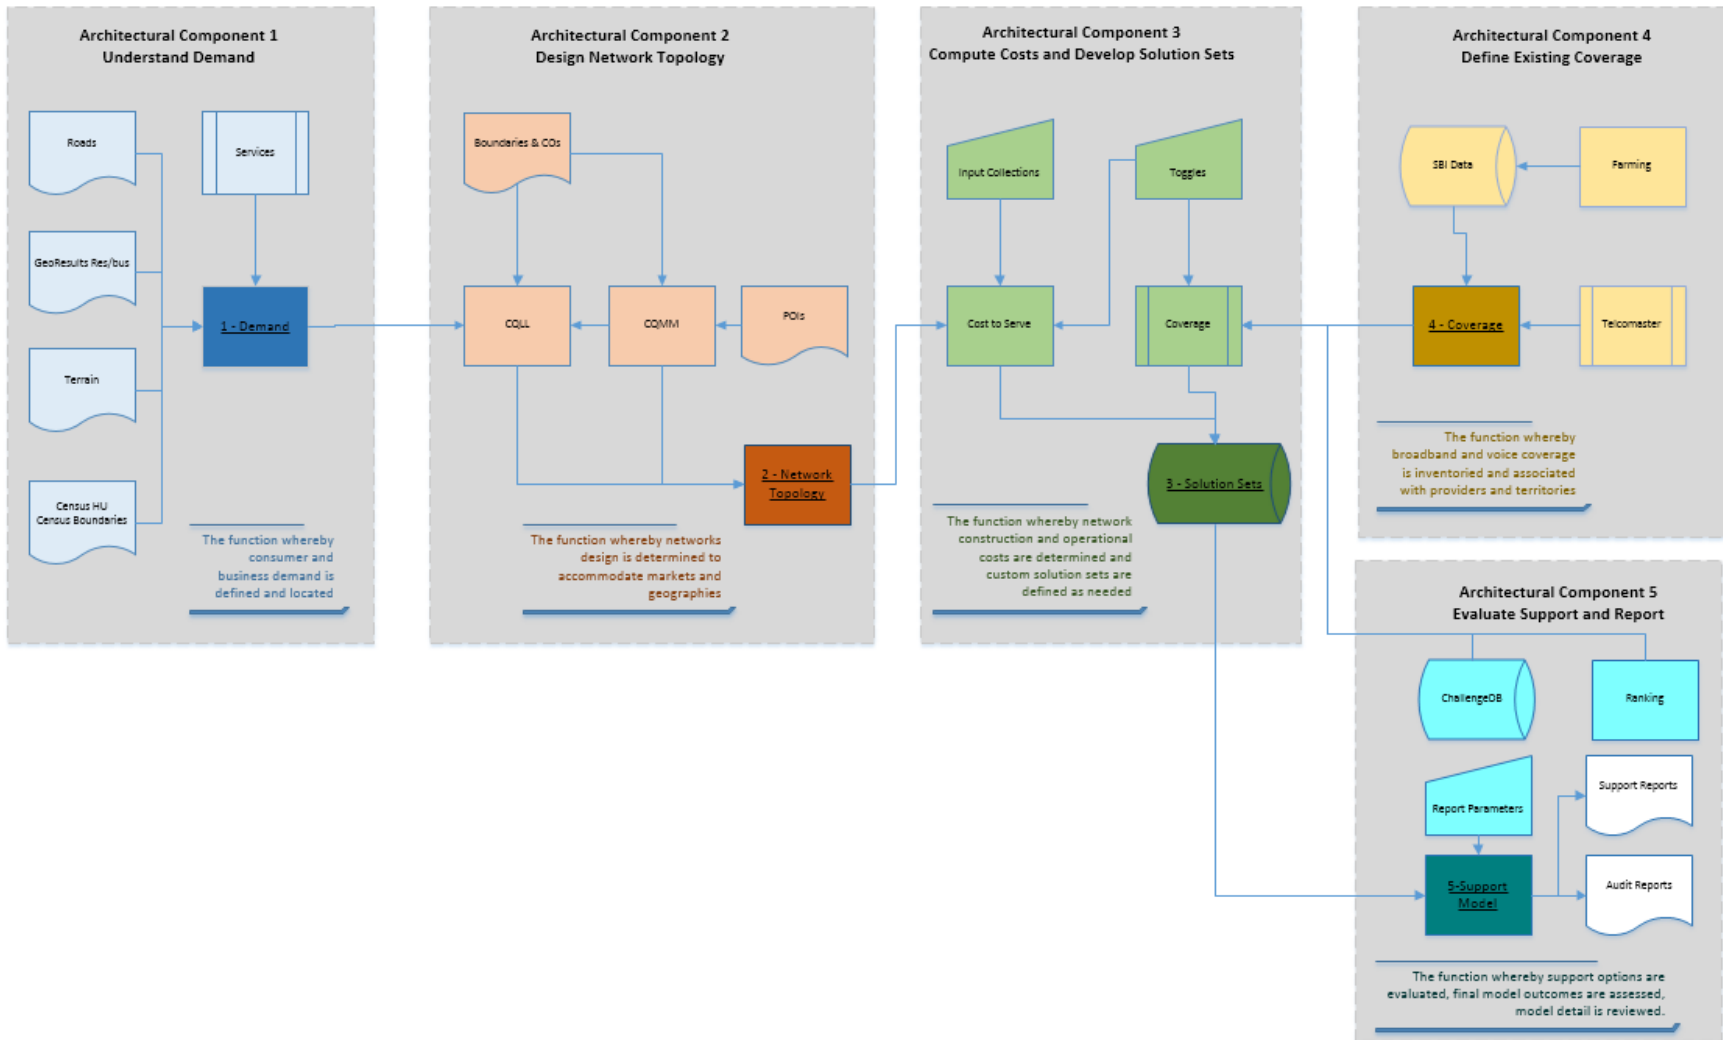 Architectural Component 1
Understand Demand
Roads
Services
GeoResults Res/bus
1 - Demand
Terrain
Census HU
Census Boundaries
The function whereby
consumer and
business demand is
defined and located
Architectural Component 2
Design Network Topology
Boundaries & COs
CQLL
CQMM
POIs
2 - Network
Topology
The function whereby networks
design is determined to
accommodate markets and
geographies
Architectural Component 3
Compute Costs and Develop Solution Sets
Input Collections
Toggles
Cost to Serve
Coverage
3 - Solution Sets
The function whereby network
construction and operational
costs are determined and
custom solution sets are
defined as needed
Architectural Component 4
Define Existing Coverage
SBI Data
Farming
4 - Coverage
Telcomaster
The function whereby
broadband and voice coverage
is inventoried and associated
with providers and territories
Architectural Component 5
Evaluate Support and Report
ChallengeDB
Ranking
Report Parameters
Support Reports
5-Support
Model
Audit Reports
The function whereby support options are
evaluated, final model outcomes are assessed,
model detail is reviewed.